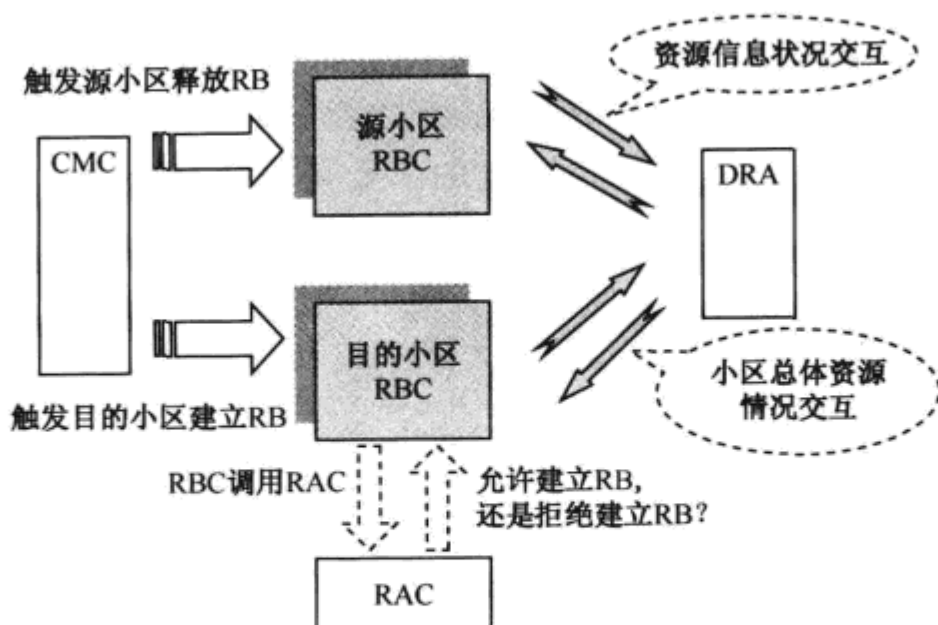 资源信息状况交互
触发源小区释放RB
CMC
源小区
RBC
DRA
目的小区
RBC
小区总体资源
情况交互
触发目的小区建立RB
RBC调用RAC
允许建立RB,
还是拒绝建立RB?
RAC